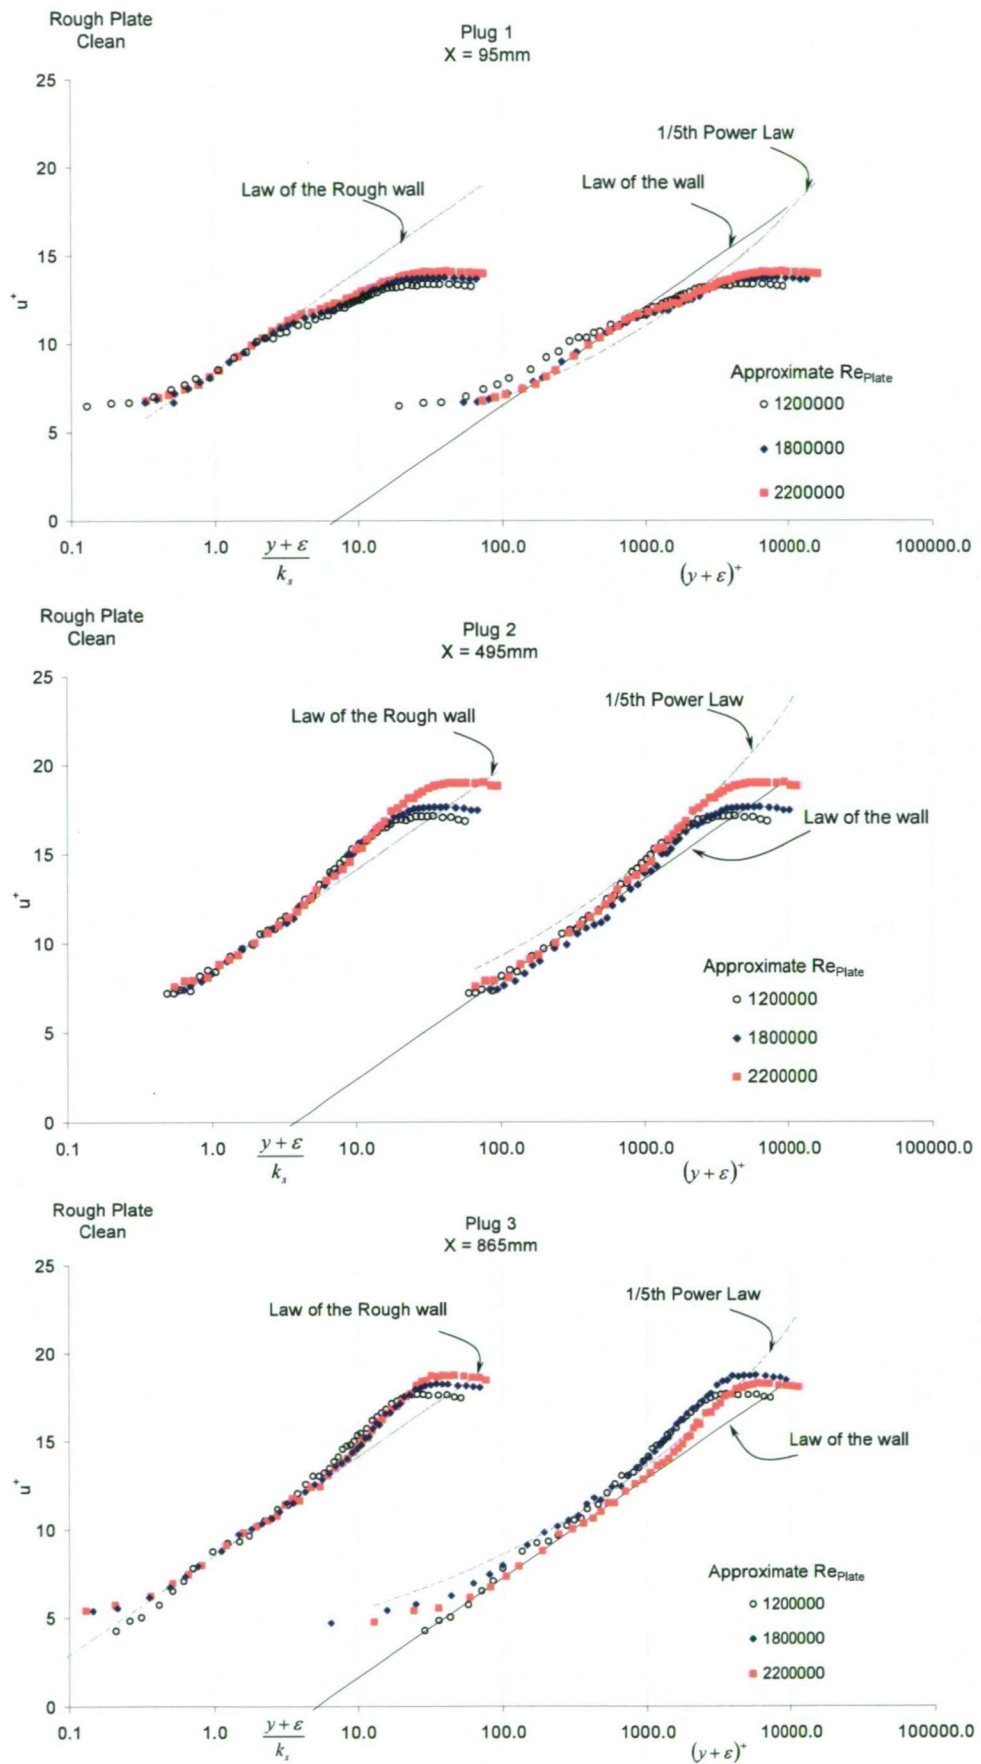 Rough Plate
Clean
Plug 1
X = 95mm
25
20
15
10
5
0
u⁺
1/5th Power Law
Law of the wall
Law of the Rough wall
Approximate Re_Plate
1200000
1800000
2200000
0.1 1.0 10.0 100.0 1000.0 10000.0 100000.0
y + ε
k_s
(y + ε)⁺
Rough Plate
Clean
Plug 2
X = 495mm
25
20
15
10
5
0
u⁺
1/5th Power Law
Law of the Rough wall
Law of the wall
Approximate Re_Plate
1200000
1800000
2200000
0.1 1.0 10.0 100.0 1000.0 10000.0 100000.0
y + ε
k_s
(y + ε)⁺
Rough Plate
Clean
Plug 3
X = 865mm
25
20
15
10
5
0
u⁺
1/5th Power Law
Law of the Rough wall
Law of the wall
Approximate Re_Plate
1200000
1800000
2200000
0.1 1.0 10.0 100.0 1000.0 10000.0 100000.0
y + ε
k_s
(y + ε)⁺